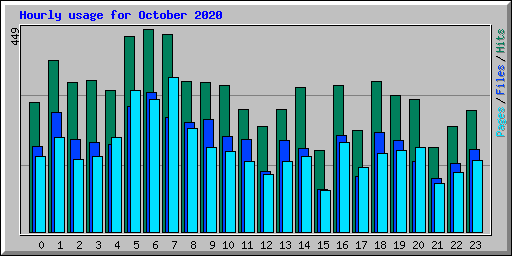 Hourly usage for October 2020
449
Pages / Files / Hits
0 1 2 3 4 5 6 7 8 9 10 11 12 13 14 15 16 17 18 19 20 21 22 23